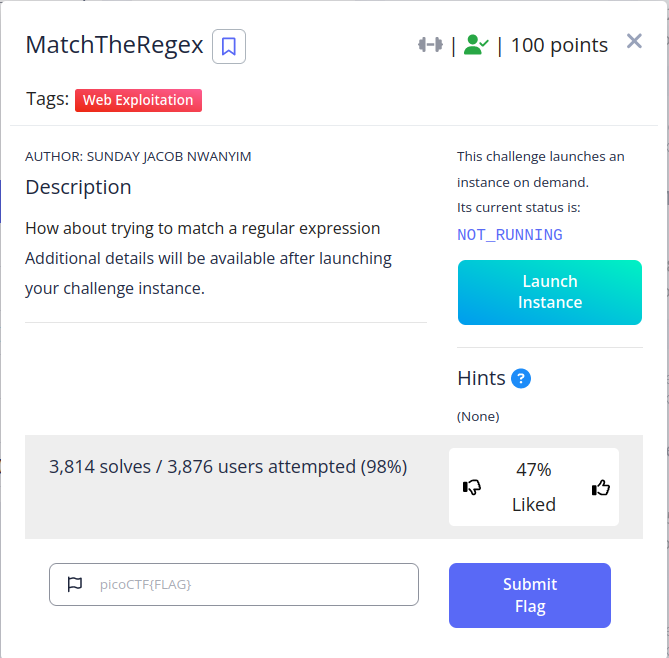 MatchTheRegex
| | 100 points
Tags: Web Exploitation
AUTHOR: SUNDAY JACOB NWANYIM
Description
How about trying to match a regular expression
Additional details will be available after launching
your challenge instance.
This challenge launches an
instance on demand.
Its current status is:
NOT_RUNNING
Launch
Instance
Hints ?
(None)
3,814 solves / 3,876 users attempted (98%)
47%
Liked
picoCTF{FLAG}
Submit
Flag